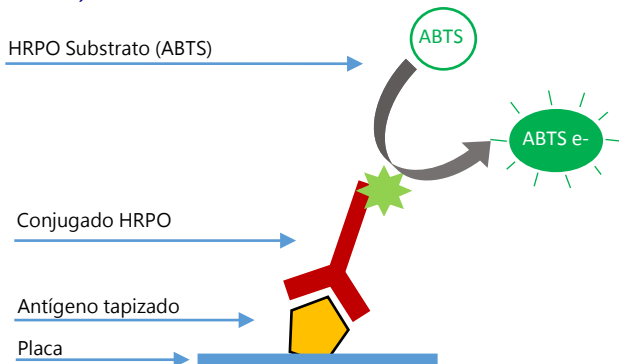 ABTS
HRPO Substrato (ABTS)
ABTS e-
Conjugado HRPO
Antígeno tapizado
Placa